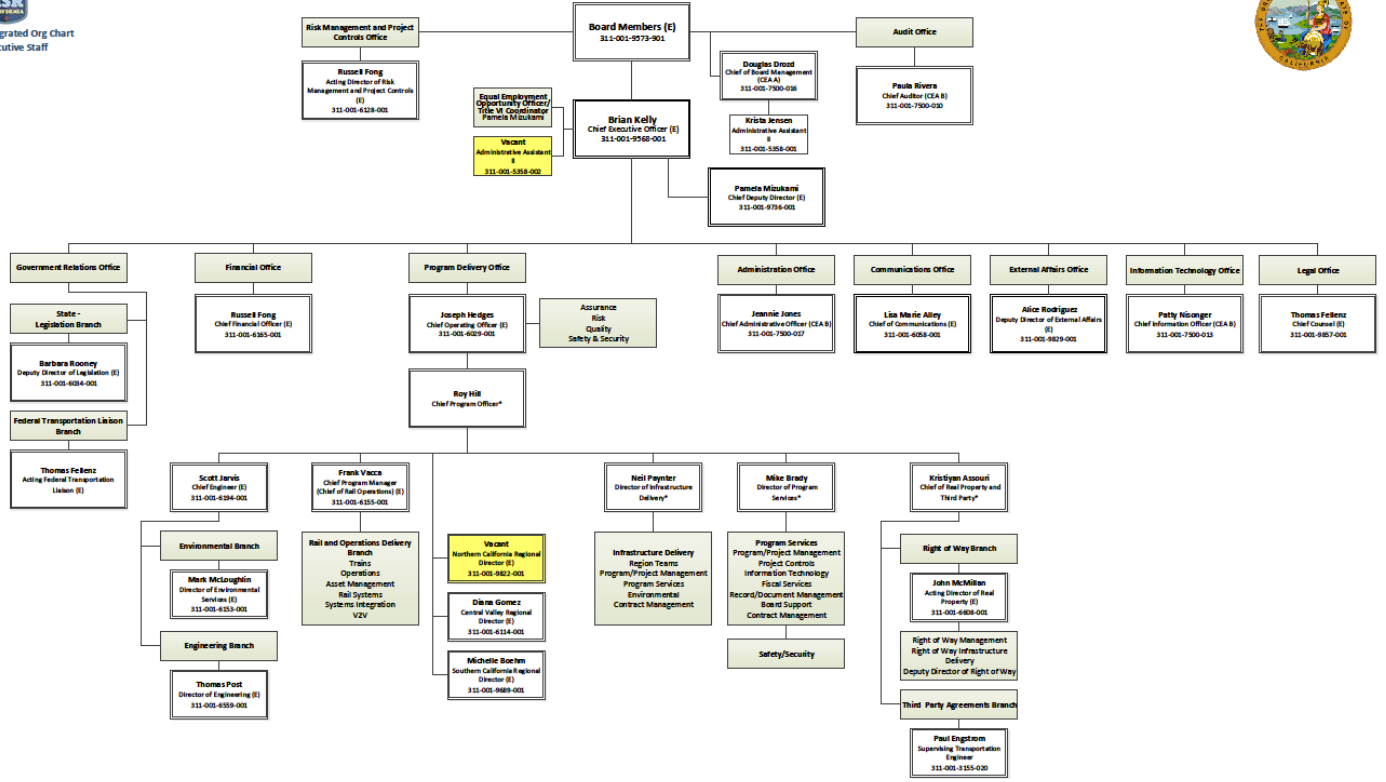 grated Org Chart
cutive Staff
Risk Management and Project
Controls Office
Russell Fong
Acting Director of Risk
Management and Project Controls
(E)
311-001-6128-001
Board Members (E)
311-001-9573-901
Audit Office
Paula Rivera
Chief Auditor (CEA B)
311-001-7500-010
Douglas Drozd
Chief of Board Management
(CEA A)
311-001-7500-016
Krista Jensen
Administrative Assistant
II
311-001-5358-001
Equal Employment
Opportunity Officer/
Title VI Coordinator
Pamela Mizukami
Vacant
Administrative Assistant
II
311-001-5358-002
Brian Kelly
Chief Executive Officer (E)
311-001-9568-001
Pamela Mizukami
Chief Deputy Director (E)
311-001-9736-001
Government Relations Office
State -
Legislation Branch
Barbara Rooney
Deputy Director of Legislation (E)
311-001-6034-001
Federal Transportation Liaison
Branch
Thomas Fellenz
Acting Federal Transportation
Liaison (E)
Financial Office
Russell Fong
Chief Financial Officer (E)
311-001-6165-001
Program Delivery Office
Joseph Hedges
Chief Operating Officer (E)
311-001-6029-001
Assurance
Risk
Quality
Safety & Security
Roy Hill
Chief Program Officer*
Administration Office
Jeannie Jones
Chief Administrative Officer (CEA B)
311-001-7500-017
Communications Office
Lisa Marie Alley
Chief of Communications (E)
311-001-6058-001
External Affairs Office
Alice Rodriguez
Deputy Director of External Affairs
(E)
311-001-9829-001
Information Technology Office
Patty Nisonger
Chief Information Officer (CEA B)
311-001-7500-013
Legal Office
Thomas Fellenz
Chief Counsel (E)
311-001-9857-001
Scott Jarvis
Chief Engineer (E)
311-001-6194-001
Environmental Branch
Mark McLoughlin
Director of Environmental
Services (E)
311-001-6153-001
Engineering Branch
Thomas Post
Director of Engineering (E)
311-001-6559-001
Frank Vacca
Chief Program Manager
(Chief of Rail Operations) (E)
311-001-6155-001
Rail and Operations Delivery
Branch
Trains
Operations
Asset Management
Rail Systems
Systems Integration
V2V
Vacant
Northern California Regional
Director (E)
311-001-9822-001
Diana Gomez
Central Valley Regional
Director (E)
311-001-6114-001
Michelle Boehm
Southern California Regional
Director (E)
311-001-9689-001
Neil Paynter
Director of Infrastructure
Delivery*
Infrastructure Delivery
Region Teams
Program/Project Management
Program Services
Environmental
Contract Management
Mike Brady
Director of Program
Services*
Program Services
Program/Project Management
Project Controls
Information Technology
Fiscal Services
Record/Document Management
Board Support
Contract Management
Safety/Security
Kristiyan Assouri
Chief of Real Property and
Third Party*
Right of Way Branch
John McMillan
Acting Director of Real
Property (E)
311-001-6608-001
Right of Way Management
Right of Way Infrastructure
Delivery
Deputy Director of Right of Way
Third Party Agreements Branch
Paul Engstrom
Supervising Transportation
Engineer
311-001-3155-020